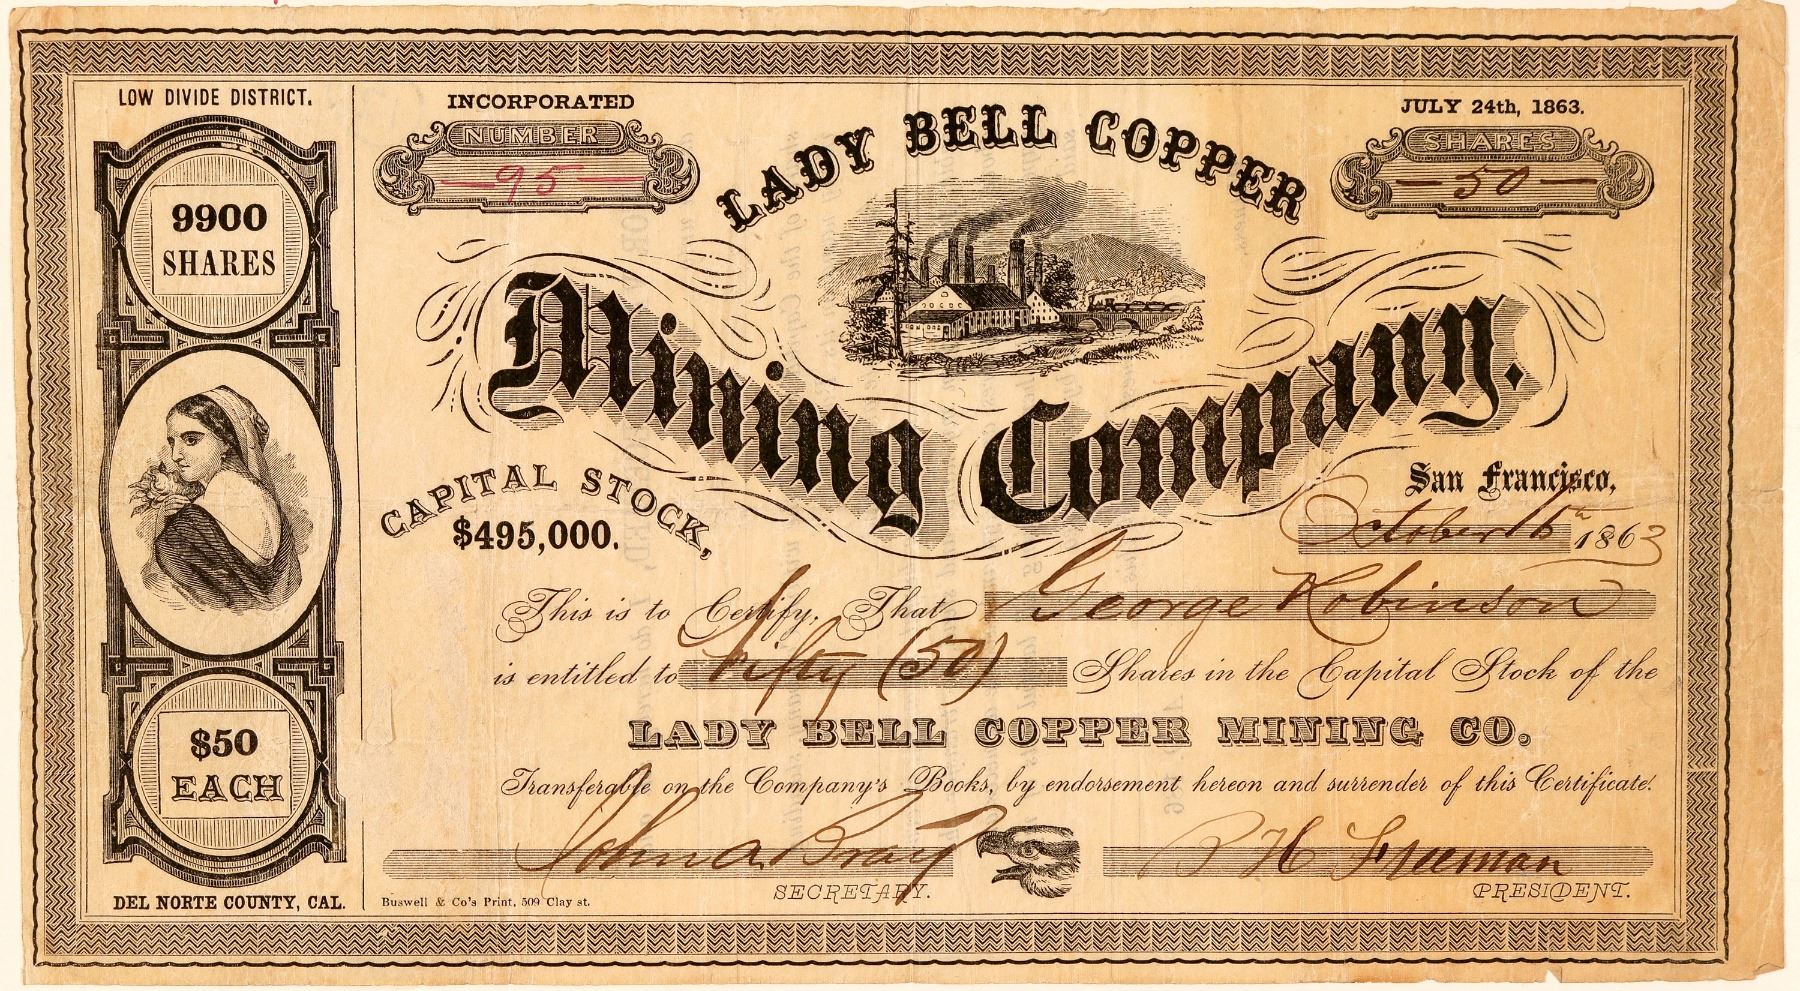 LOW DIVIDE DISTRICT.
9900
SHARES
$50
EACH
DEL NORTE COUNTY, CAL.
INCORPORATED
JULY 24th, 1863.
NUMBER
— 95 —
SHARES
— 50 —
LADY BELL COPPER
Mining Company.
CAPITAL STOCK,
$495,000.
San Francisco,
October 16th 1863
This is to Certify, That George Robinson
is entitled to Fifty (50) Shares in the Capital Stock of the
LADY BELL COPPER MINING CO.
Transferable on the Company's Books, by endorsement hereon and surrender of this Certificate.
John A. Bray
SECRETARY.
P H Freeman
PRESIDENT.
Buswell & Co's Print, 509 Clay st.